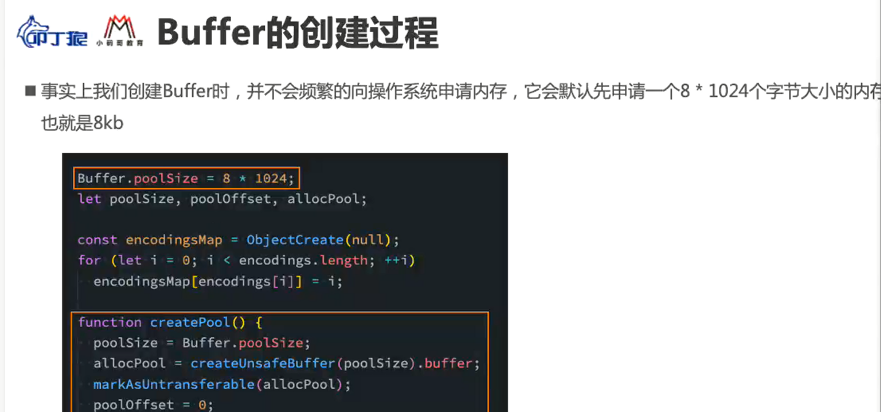 叩丁狼
小码哥教育
Buffer的创建过程
■ 事实上我们创建Buffer时，并不会频繁的向操作系统申请内存，它会默认先申请一个8 * 1024个字节大小的内存
也就是8kb
Buffer.poolSize = 8 * 1024;
let poolSize, poolOffset, allocPool;
const encodingsMap = ObjectCreate(null);
for (let i = 0; i < encodings.length; ++i)
  encodingsMap[encodings[i]] = i;
function createPool() {
  poolSize = Buffer.poolSize;
  allocPool = createUnsafeBuffer(poolSize).buffer;
  markAsUntransferable(allocPool);
  poolOffset = 0;